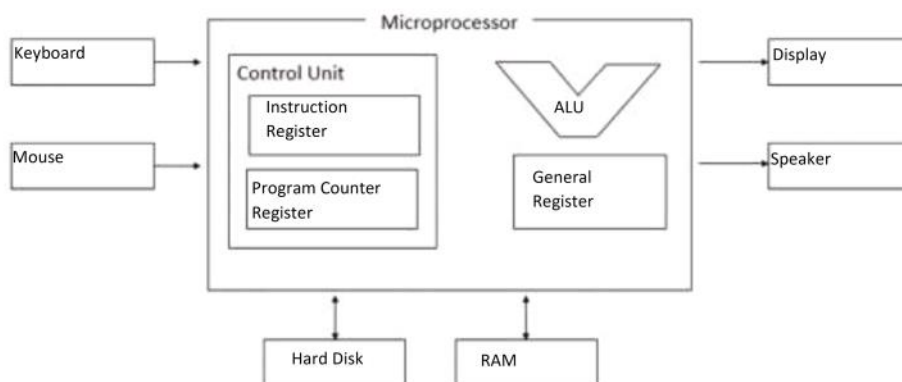 Microprocessor
Keyboard
Mouse
Control Unit
Instruction
Register
Program Counter
Register
ALU
General
Register
Display
Speaker
Hard Disk
RAM